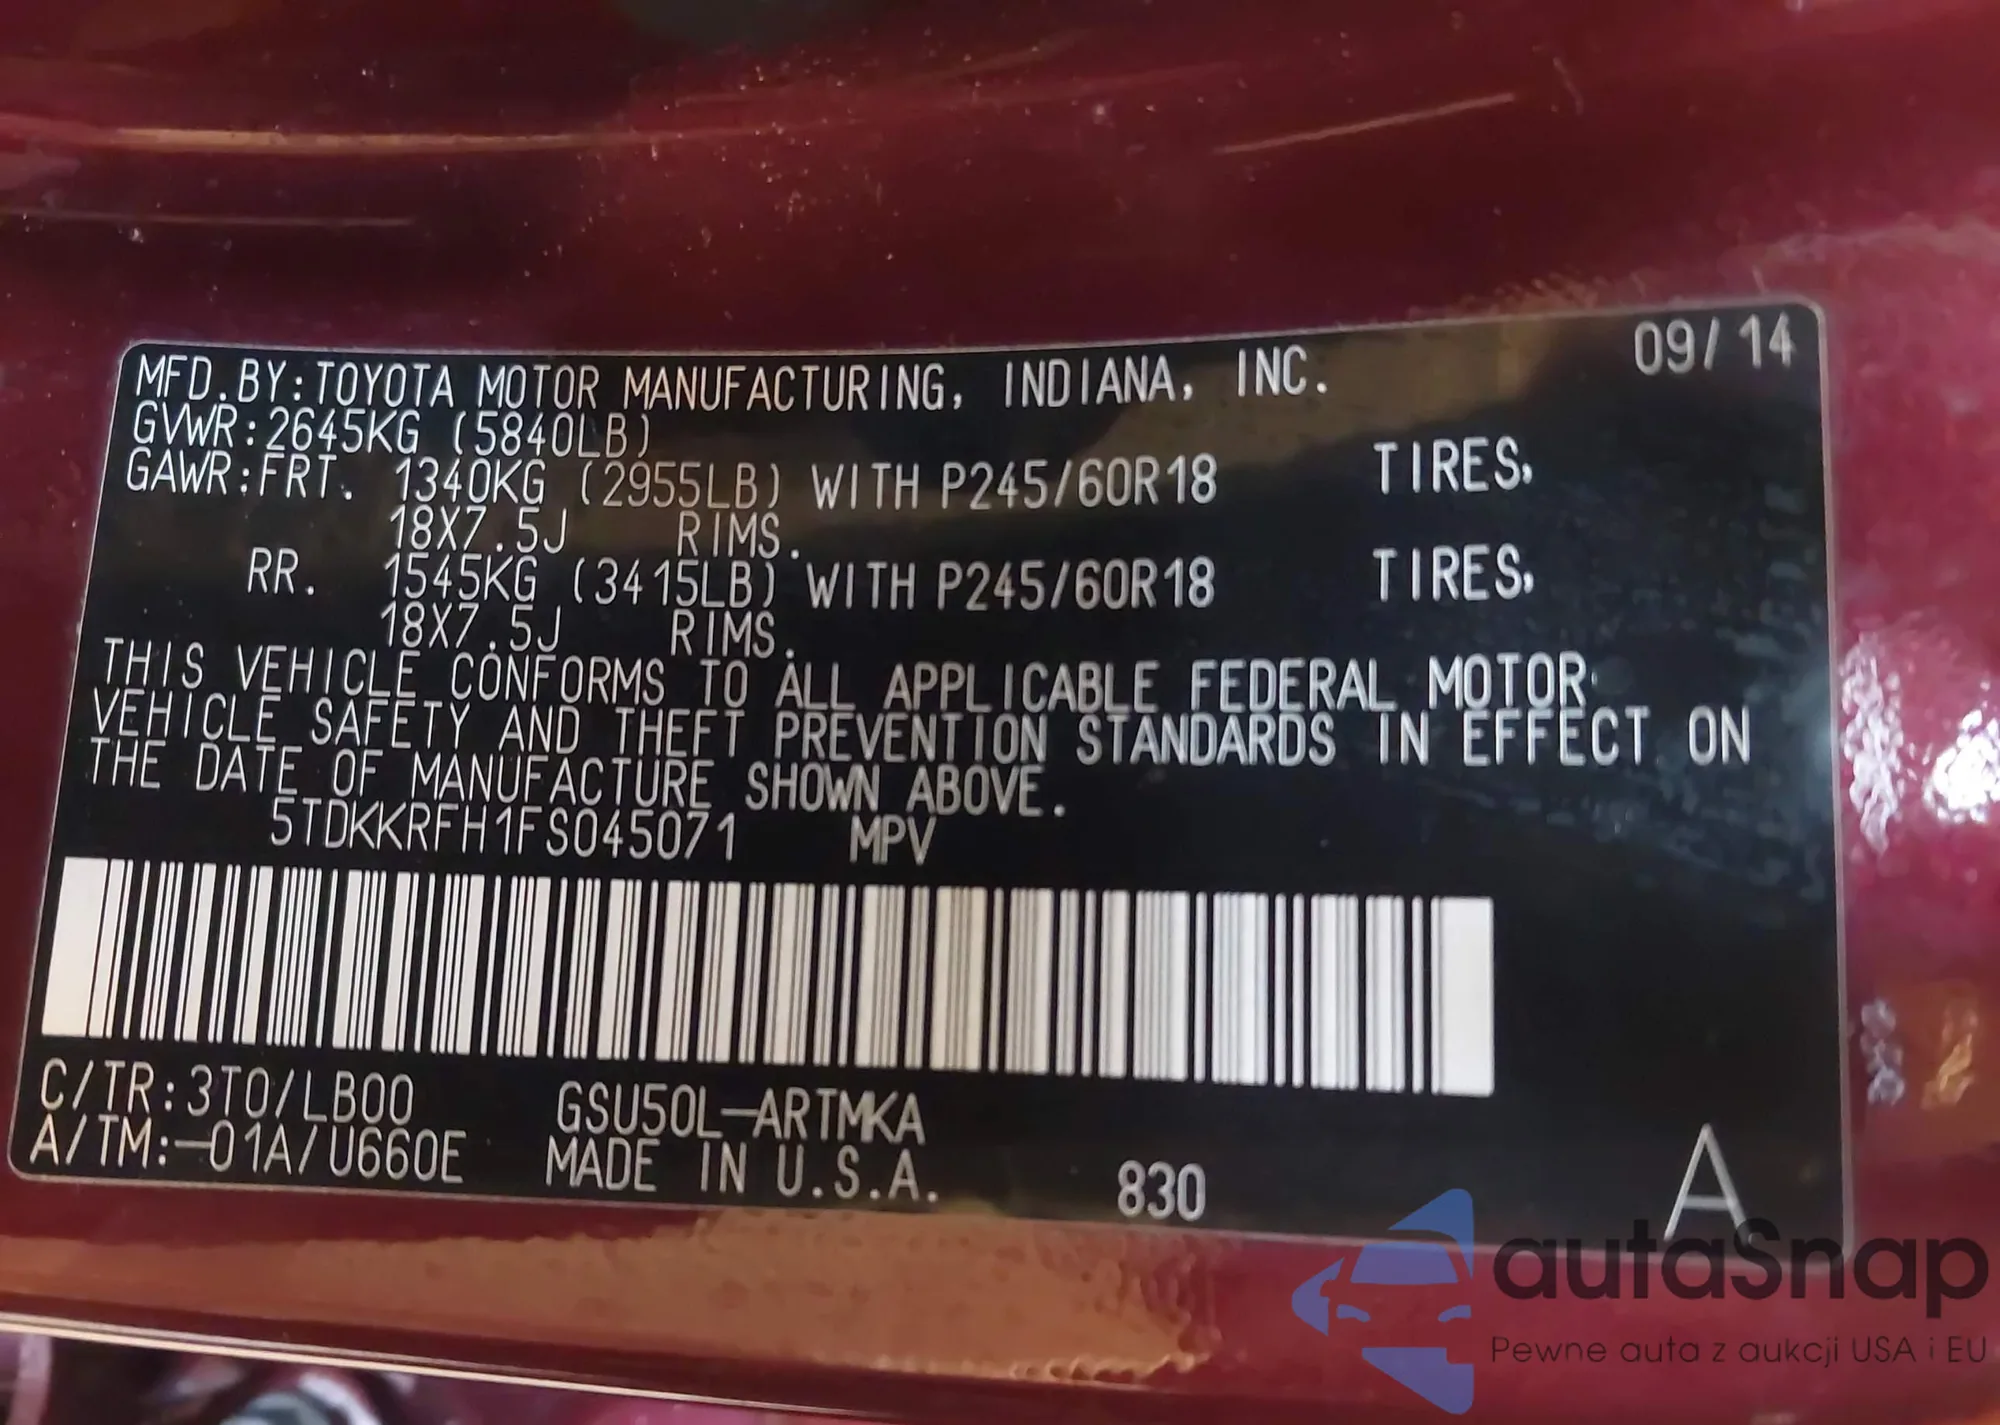 MFD.BY:TOYOTA MOTOR MANUFACTURING, INDIANA, INC. 09/14
GVWR:2645KG (5840LB)
GAWR:FRT. 1340KG (2955LB) WITH P245/60R18 TIRES,
18X7.5J RIMS.
RR. 1545KG (3415LB) WITH P245/60R18 TIRES,
18X7.5J RIMS.
THIS VEHICLE CONFORMS TO ALL APPLICABLE FEDERAL MOTOR
VEHICLE SAFETY AND THEFT PREVENTION STANDARDS IN EFFECT ON
THE DATE OF MANUFACTURE SHOWN ABOVE.
5TDKKRFH1FS045071 MPV
C/TR:3T0/LB00 GSU50L-ARTMKA
A/TM:-01A/U660E MADE IN U.S.A. 830 A
autaSnap
Pewne auta z aukcji USA i EU